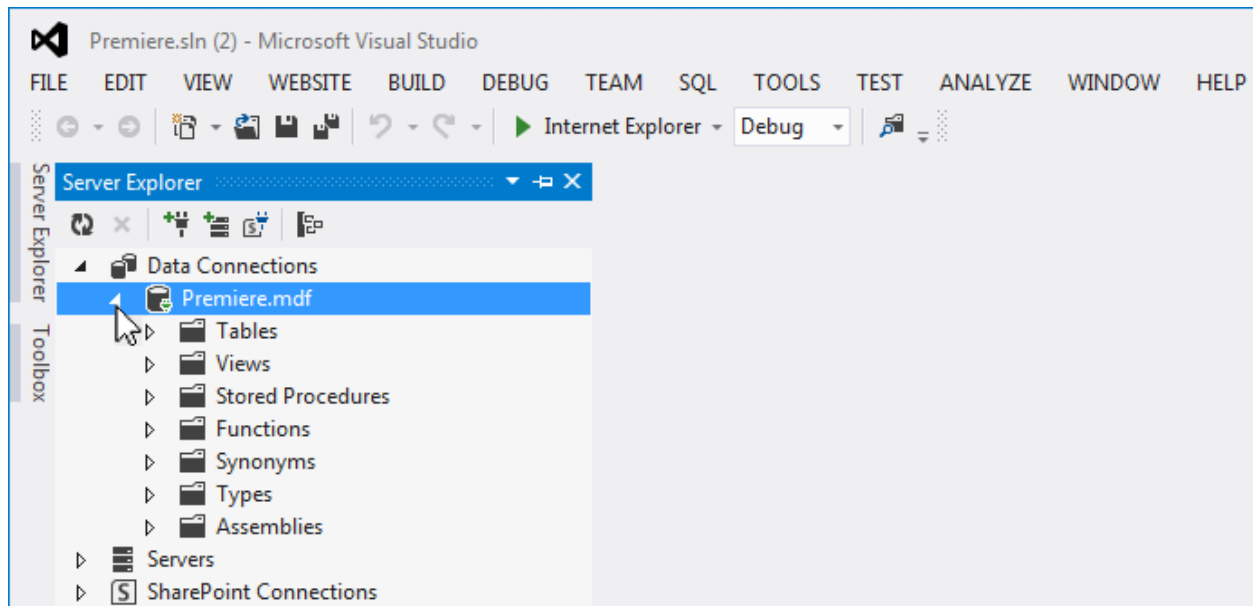 Premiere.sln (2) - Microsoft Visual Studio
FILE EDIT VIEW WEBSITE BUILD DEBUG TEAM SQL TOOLS TEST ANALYZE WINDOW HELP
Internet Explorer Debug
Server Explorer
Toolbox
Server Explorer
Data Connections
Premiere.mdf
Tables
Views
Stored Procedures
Functions
Synonyms
Types
Assemblies
Servers
SharePoint Connections